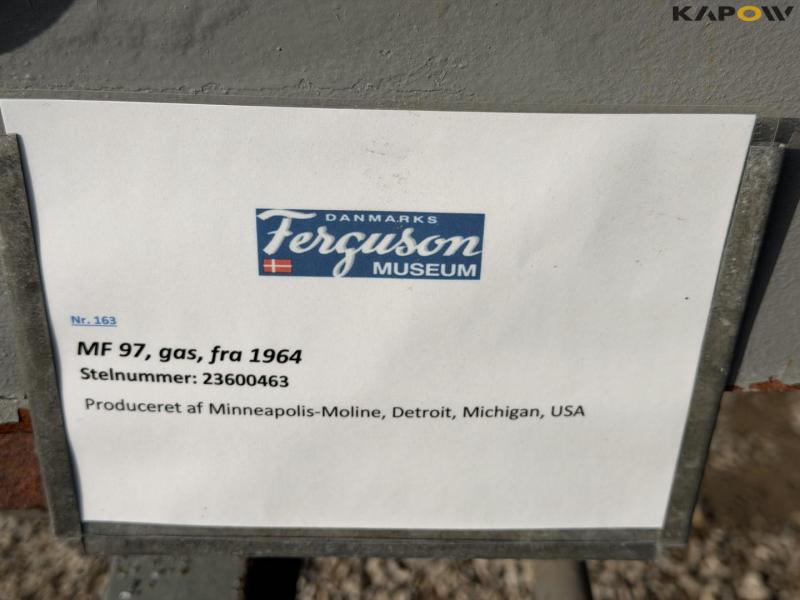 KAPOW
DANMARKS
Ferguson
MUSEUM
Nr. 163
MF 97, gas, fra 1964
Stelnummer: 23600463
Produceret af Minneapolis-Moline, Detroit, Michigan, USA